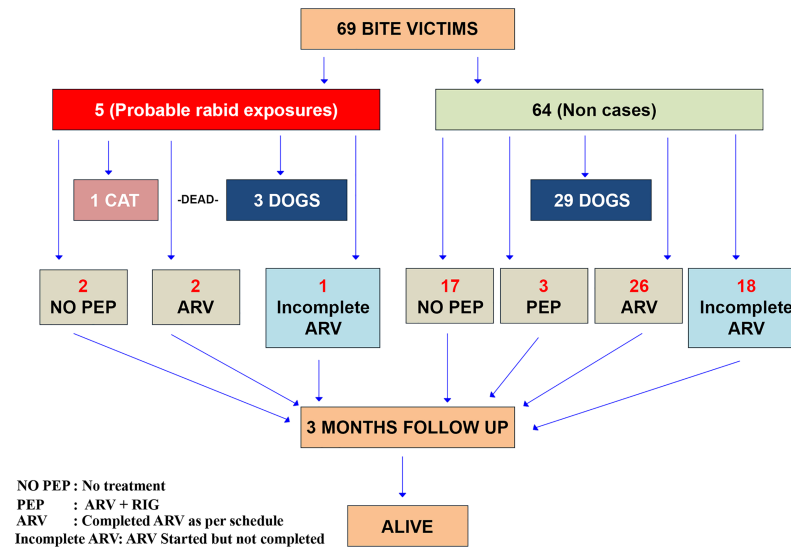 69 BITE VICTIMS
5 (Probable rabid exposures)
64 (Non cases)
1 CAT
-DEAD-
3 DOGS
29 DOGS
2
NO PEP
2
ARV
1
Incomplete
ARV
17
NO PEP
3
PEP
26
ARV
18
Incomplete
ARV
3 MONTHS FOLLOW UP
ALIVE
NO PEP : No treatment
PEP : ARV + RIG
ARV : Completed ARV as per schedule
Incomplete ARV: ARV Started but not completed